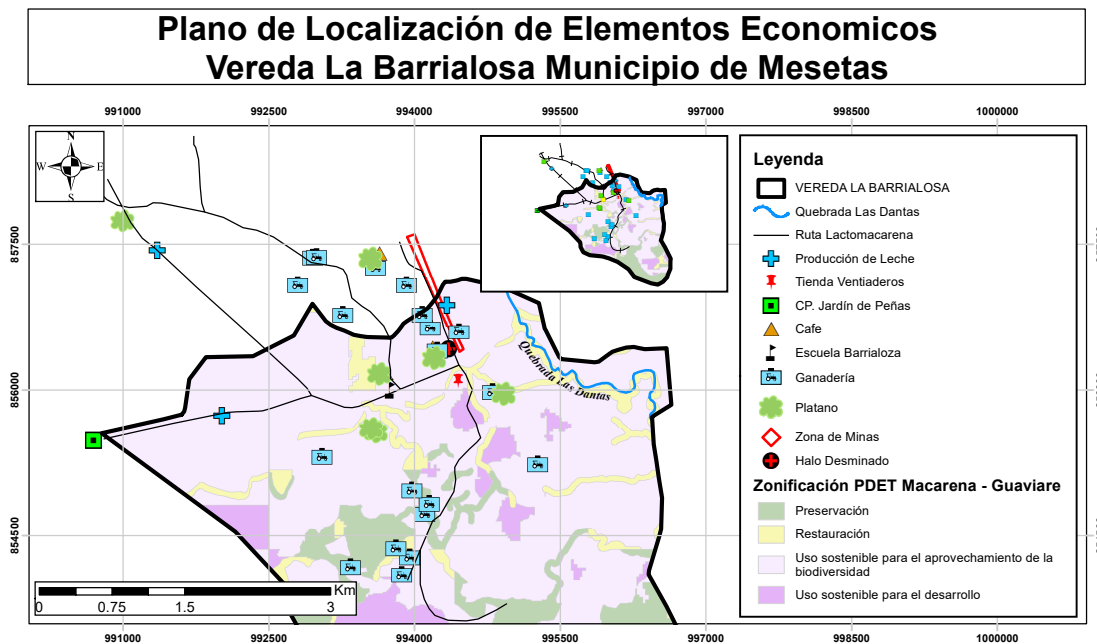 Plano de Localización de Elementos Economicos
Vereda La Barrialosa Municipio de Mesetas
991000 992500 994000 995500 997000 998500 1000000
N
W E
S
Leyenda
VEREDA LA BARRIALOSA
Quebrada Las Dantas
Ruta Lactomacarena
Producción de Leche
Tienda Ventiaderos
CP. Jardín de Peñas
Cafe
Escuela Barrialoza
Ganadería
Platano
Zona de Minas
Halo Desminado
Zonificación PDET Macarena - Guaviare
Preservación
Restauración
Uso sostenible para el aprovechamiento de la
biodiversidad
Uso sostenible para el desarrollo
857500
856000
854500
Quebrada Las Dantas
Km
0 0.75 1.5 3
991000 992500 994000 995500 997000 998500 1000000